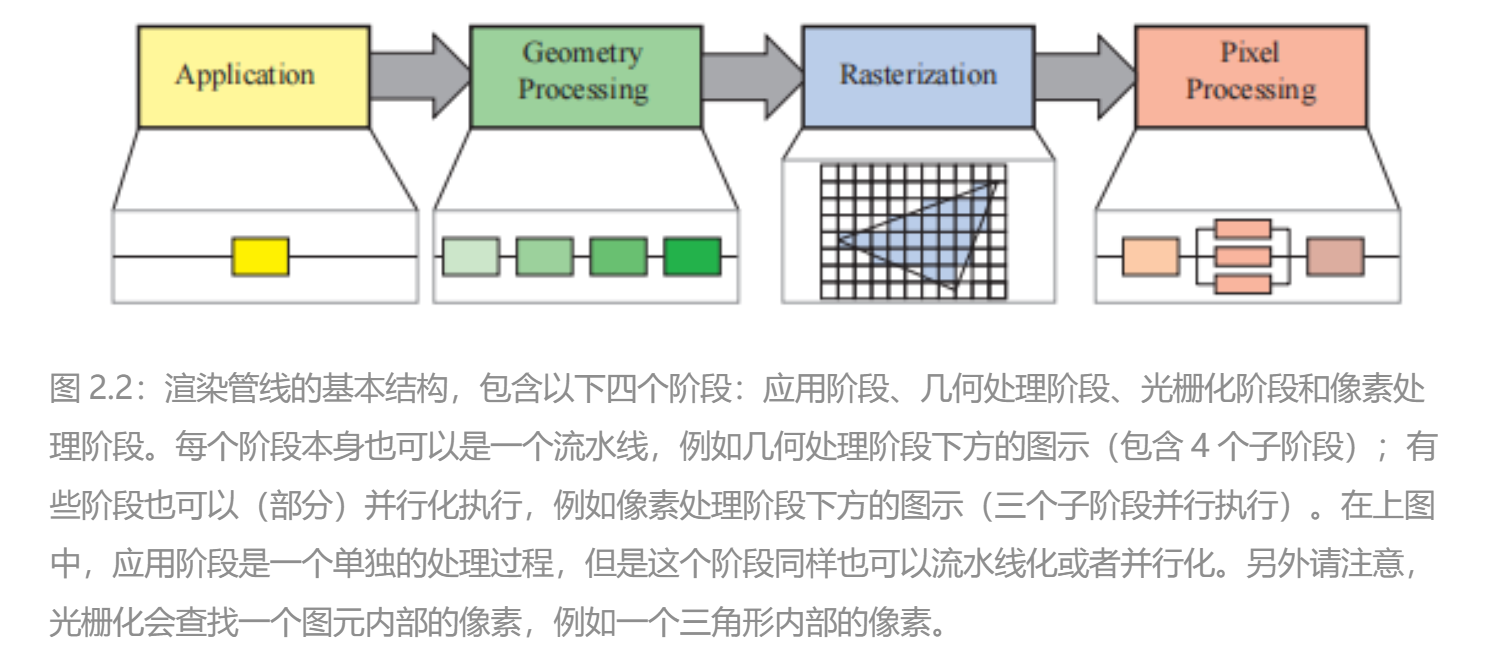 Application
Geometry
Processing
Rasterization
Pixel
Processing
图 2.2：渲染管线的基本结构，包含以下四个阶段：应用阶段、几何处理阶段、光栅化阶段和像素处
理阶段。每个阶段本身也可以是一个流水线，例如几何处理阶段下方的图示（包含 4 个子阶段）；有
些阶段也可以（部分）并行化执行，例如像素处理阶段下方的图示（三个子阶段并行执行）。在上图
中，应用阶段是一个单独的处理过程，但是这个阶段同样也可以流水线化或者并行化。另外请注意，
光栅化会查找一个图元内部的像素，例如一个三角形内部的像素。